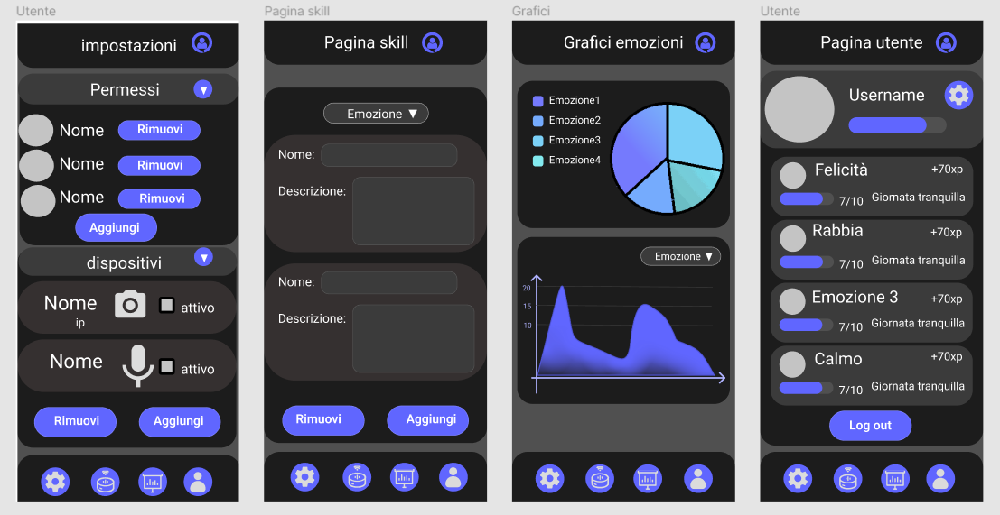 Utente
impostazioni
Permessi
▼
Nome
Rimuovi
Nome
Rimuovi
Nome
Rimuovi
Aggiungi
dispositivi
▼
Nome
ip
attivo
Nome
attivo
Rimuovi
Aggiungi
Pagina skill
Pagina skill
Emozione ▼
Nome:
Descrizione:
Nome:
Descrizione:
Rimuovi
Aggiungi
Grafici
Grafici emozioni
Emozione1
Emozione2
Emozione3
Emozione4
Emozione ▼
20
15
10
Utente
Pagina utente
Username
Felicità
+70xp
7/10
Giornata tranquilla
Rabbia
+70xp
7/10
Giornata tranquilla
Emozione 3
+70xp
7/10
Giornata tranquilla
Calmo
+70xp
7/10
Giornata tranquilla
Log out